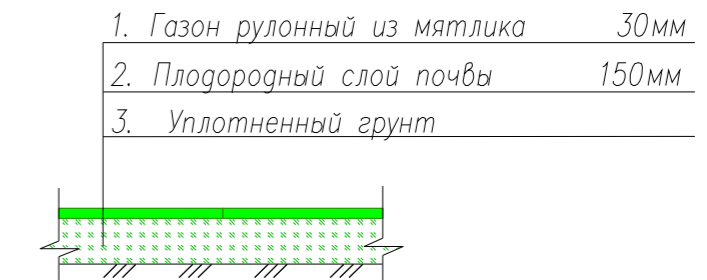 1. Газон рулонный из мятлика 30мм
2. Плодородный слой почвы 150мм
3. Уплотненный грунт